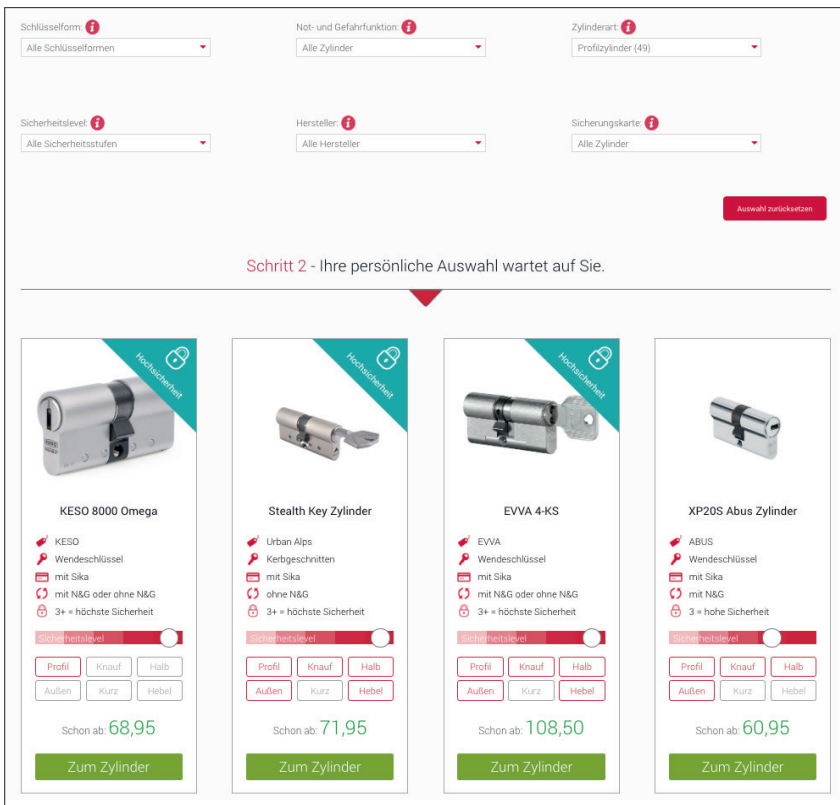 Schlüsselform: i
Not- und Gefahrfunktion: i
Zylinderart: i
Alle Schlüsselformen
Alle Zylinder
Profilzylinder (49)
Sicherheitslevel: i
Hersteller: i
Sicherungskarte: i
Alle Sicherheitsstufen
Alle Hersteller
Alle Zylinder
Auswahl zurücksetzen
Schritt 2 - Ihre persönliche Auswahl wartet auf Sie.
Hochsicherheit
KESO 8000 Omega
KESO
Wendeschlüssel
mit Sika
mit N&G oder ohne N&G
3+ = höchste Sicherheit
Sicherheitslevel
Profil Knauf Halb
Außen Kurz Hebel
Schon ab: 68,95
Zum Zylinder
Hochsicherheit
Stealth Key Zylinder
Urban Alps
Kerbgeschnitten
mit Sika
ohne N&G
3+ = höchste Sicherheit
Sicherheitslevel
Profil Knauf Halb
Außen Kurz Hebel
Schon ab: 71,95
Zum Zylinder
Hochsicherheit
EVVA 4-KS
EVVA
Wendeschlüssel
mit Sika
mit N&G oder ohne N&G
3+ = höchste Sicherheit
Sicherheitslevel
Profil Knauf Halb
Außen Kurz Hebel
Schon ab: 108,50
Zum Zylinder
XP20S Abus Zylinder
ABUS
Wendeschlüssel
mit Sika
mit N&G
3 = hohe Sicherheit
Sicherheitslevel
Profil Knauf Halb
Außen Kurz Hebel
Schon ab: 60,95
Zum Zylinder